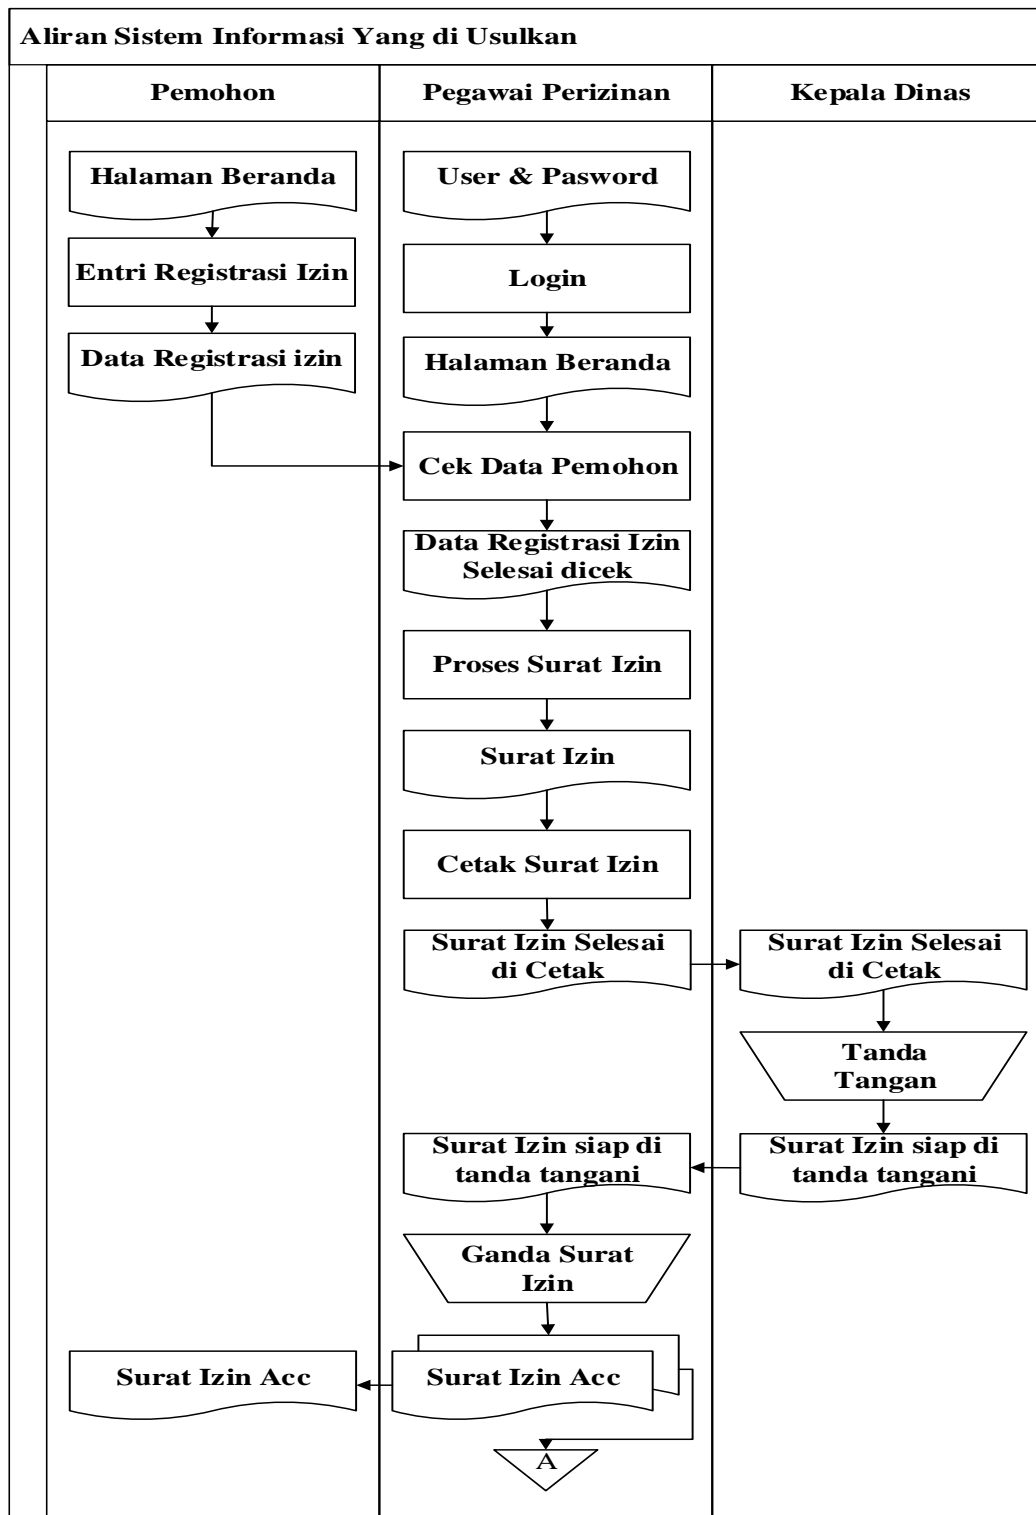 Aliran Sistem Informasi Yang di Usulkan
Pemohon
Pegawai Perizinan
Kepala Dinas
Halaman Beranda
Entri Registrasi Izin
Data Registrasi izin
User & Pasword
Login
Halaman Beranda
Cek Data Pemohon
Data Registrasi Izin
Selesai dicek
Proses Surat Izin
Surat Izin
Cetak Surat Izin
Surat Izin Selesai
di Cetak
Surat Izin Selesai
di Cetak
Tanda
Tangan
Surat Izin siap di
tanda tangani
Surat Izin siap di
tanda tangani
Ganda Surat
Izin
Surat Izin Acc
Surat Izin Acc
A